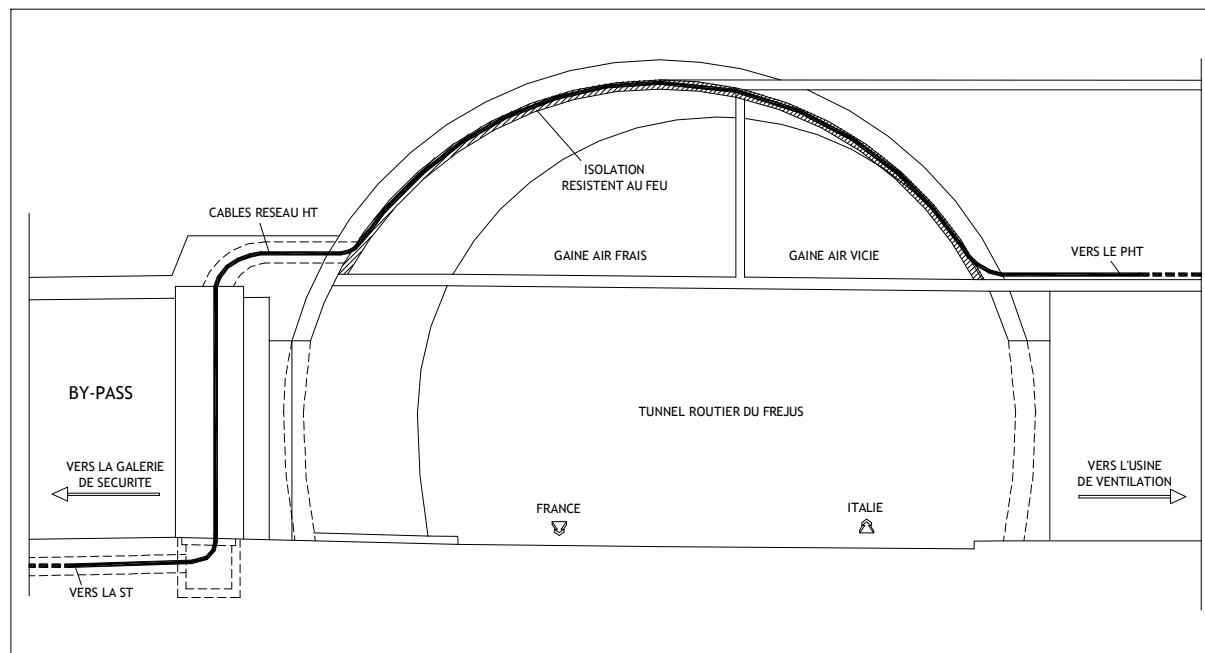 ISOLATION
RESISTENT AU FEU
CABLES RESEAU HT
GAINE AIR FRAIS
GAINE AIR VICIE
VERS LE PHT
BY-PASS
TUNNEL ROUTIER DU FREJUS
VERS LA GALERIE
DE SECURITE
VERS L'USINE
DE VENTILATION
FRANCE
ITALIE
VERS LA ST